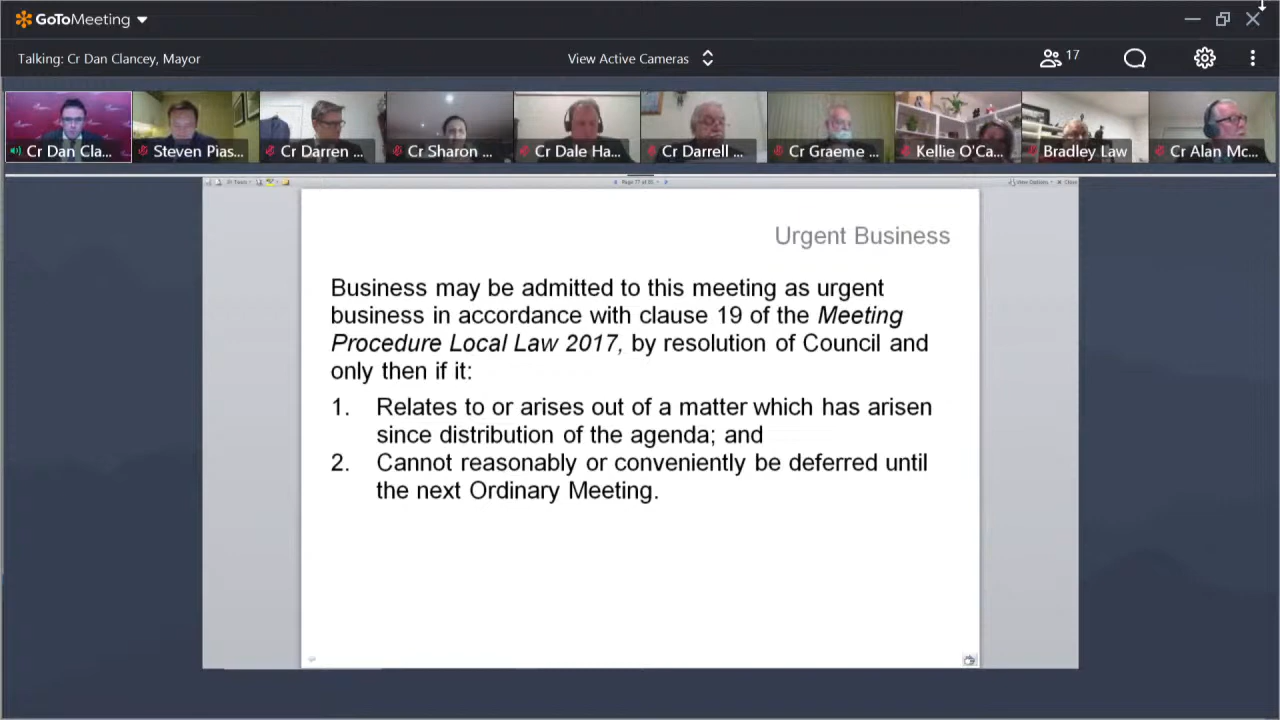 GoToMeeting
Talking: Cr Dan Clancey, Mayor
View Active Cameras
17
Cr Dan Cla...
Steven Pias...
Cr Darren ...
Cr Sharon ...
Cr Dale Ha...
Cr Darrell ...
Cr Graeme ...
Kellie O'Ca...
Bradley Law
Cr Alan Mc...
View Options
Close
Urgent Business
Business may be admitted to this meeting as urgent
business in accordance with clause 19 of the Meeting
Procedure Local Law 2017, by resolution of Council and
only then if it:
1. Relates to or arises out of a matter which has arisen
since distribution of the agenda; and
2. Cannot reasonably or conveniently be deferred until
the next Ordinary Meeting.